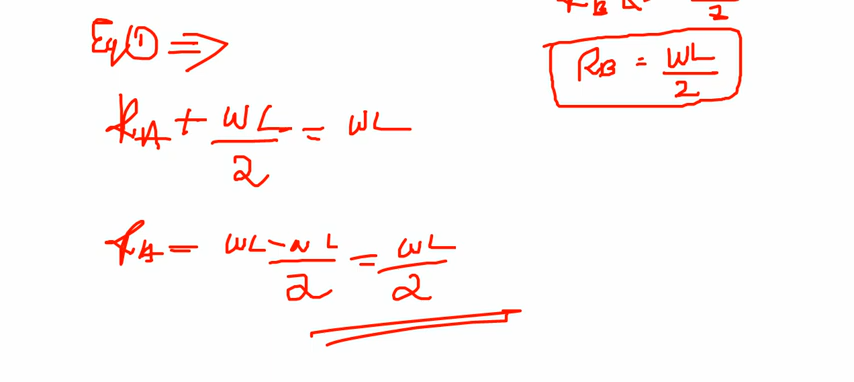 Eq ① ⇒
R_B = WL/2
R_A + WL/2 = WL
R_A = WL - WL/2 = WL/2